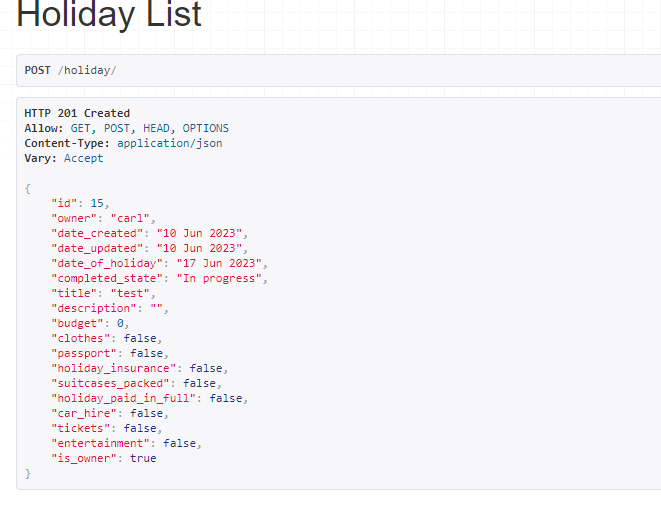 Holiday List
POST /holiday/
HTTP 201 Created
Allow: GET, POST, HEAD, OPTIONS
Content-Type: application/json
Vary: Accept
{
    "id": 15,
    "owner": "carl",
    "date_created": "10 Jun 2023",
    "date_updated": "10 Jun 2023",
    "date_of_holiday": "17 Jun 2023",
    "completed_state": "In progress",
    "title": "test",
    "description": "",
    "budget": 0,
    "clothes": false,
    "passport": false,
    "holiday_insurance": false,
    "suitcases_packed": false,
    "holiday_paid_in_full": false,
    "car_hire": false,
    "tickets": false,
    "entertainment": false,
    "is_owner": true
}